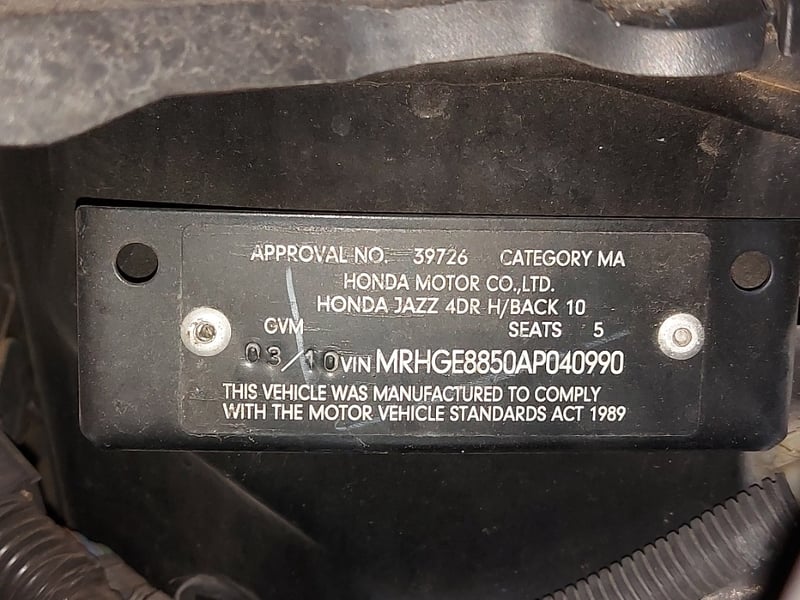 APPROVAL NO. 39726 CATEGORY MA
HONDA MOTOR CO.,LTD.
HONDA JAZZ 4DR H/BACK 10
GVM SEATS 5
03/10 VIN MRHGE8850AP040990
THIS VEHICLE WAS MANUFACTURED TO COMPLY
WITH THE MOTOR VEHICLE STANDARDS ACT 1989